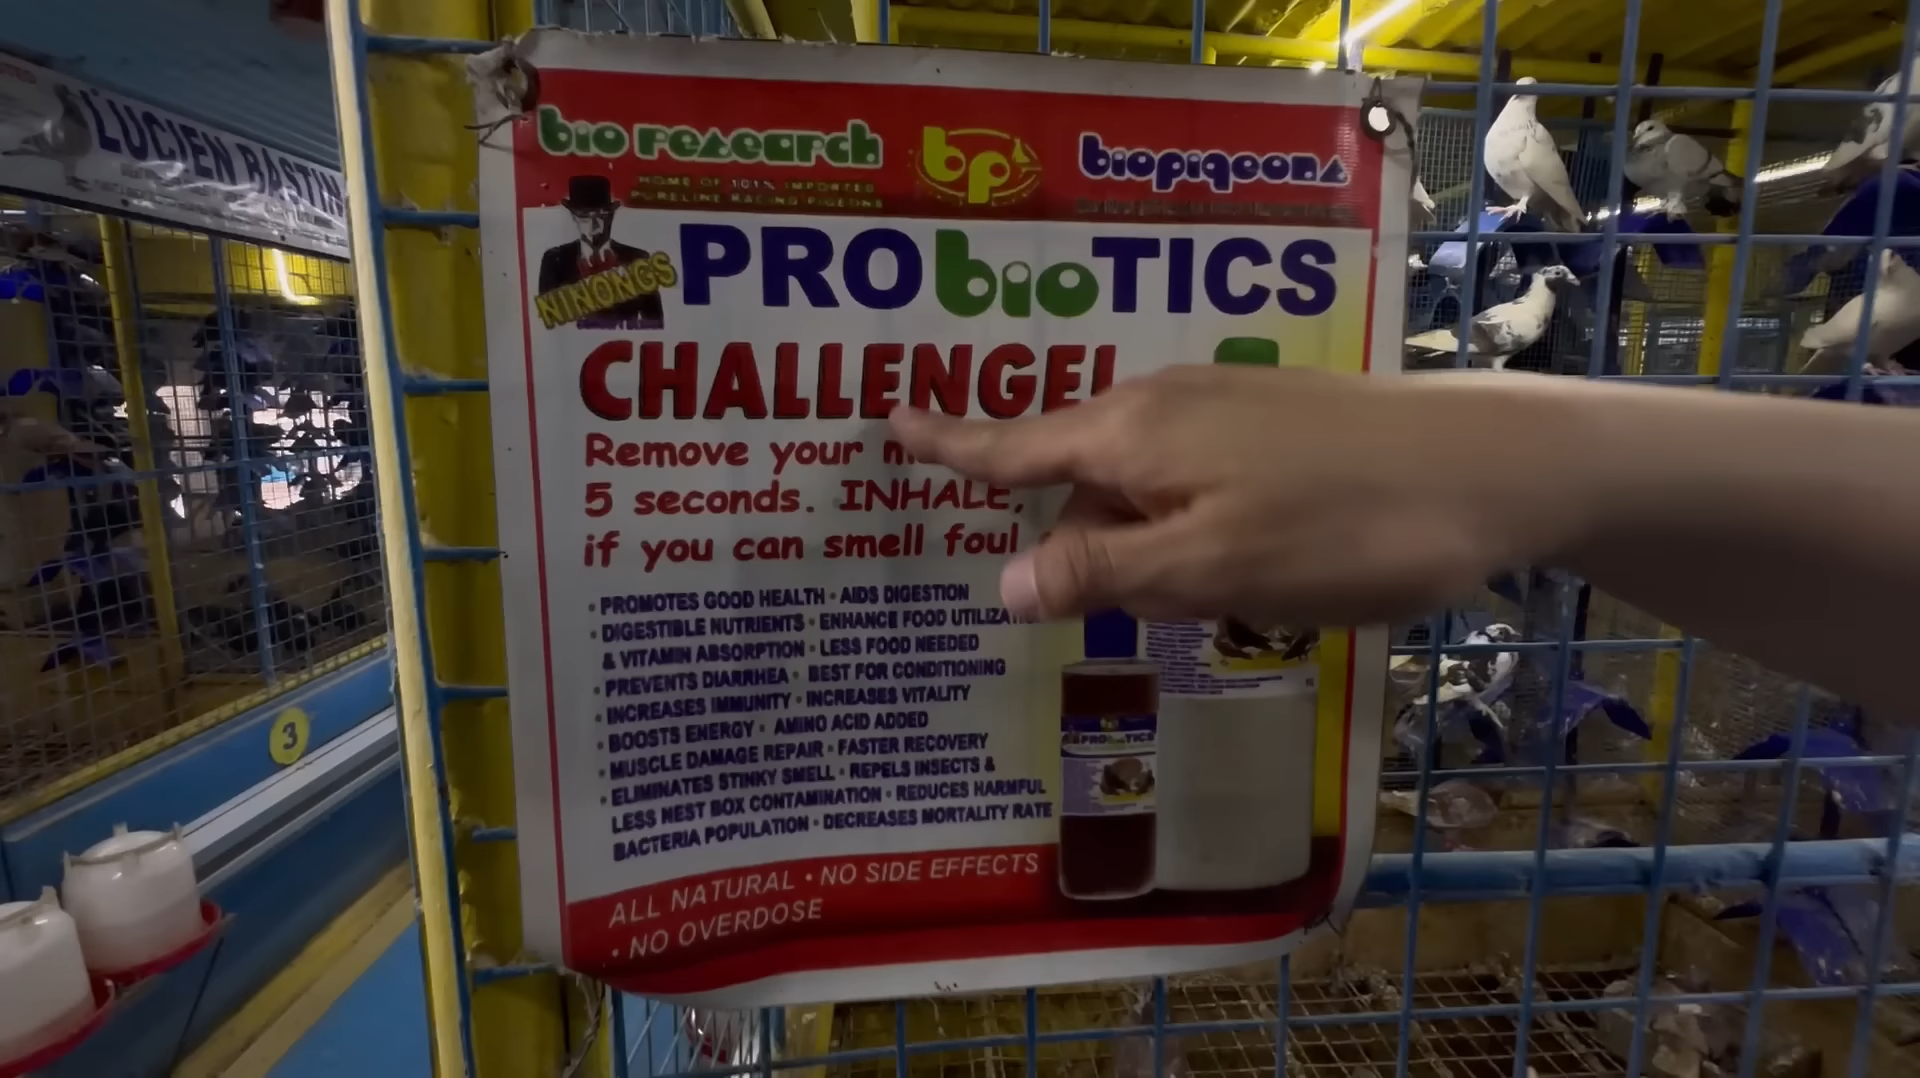 LUCIEN BASTIN
bio research
HOME OF 101% IMPORTED
PURELINE RACING PIGEONS
bp
biopigeons
NINONGS
PRObioTICS
CHALLENGE!
Remove your
5 seconds. INHALE,
if you can smell foul
• PROMOTES GOOD HEALTH • AIDS DIGESTION
• DIGESTIBLE NUTRIENTS • ENHANCE FOOD
& VITAMIN ABSORPTION • LESS FOOD NEEDED
• PREVENTS DIARRHEA • BEST FOR CONDITIONING
• INCREASES IMMUNITY • INCREASES VITALITY
• BOOSTS ENERGY • AMINO ACID ADDED
• MUSCLE DAMAGE REPAIR • FASTER RECOVERY
• ELIMINATES STINKY SMELL • REPELS INSECTS &
LESS NEST BOX CONTAMINATION • REDUCES HARMFUL
BACTERIA POPULATION • DECREASES MORTALITY RATE
PRObioTICS
ALL NATURAL • NO SIDE EFFECTS
• NO OVERDOSE
3